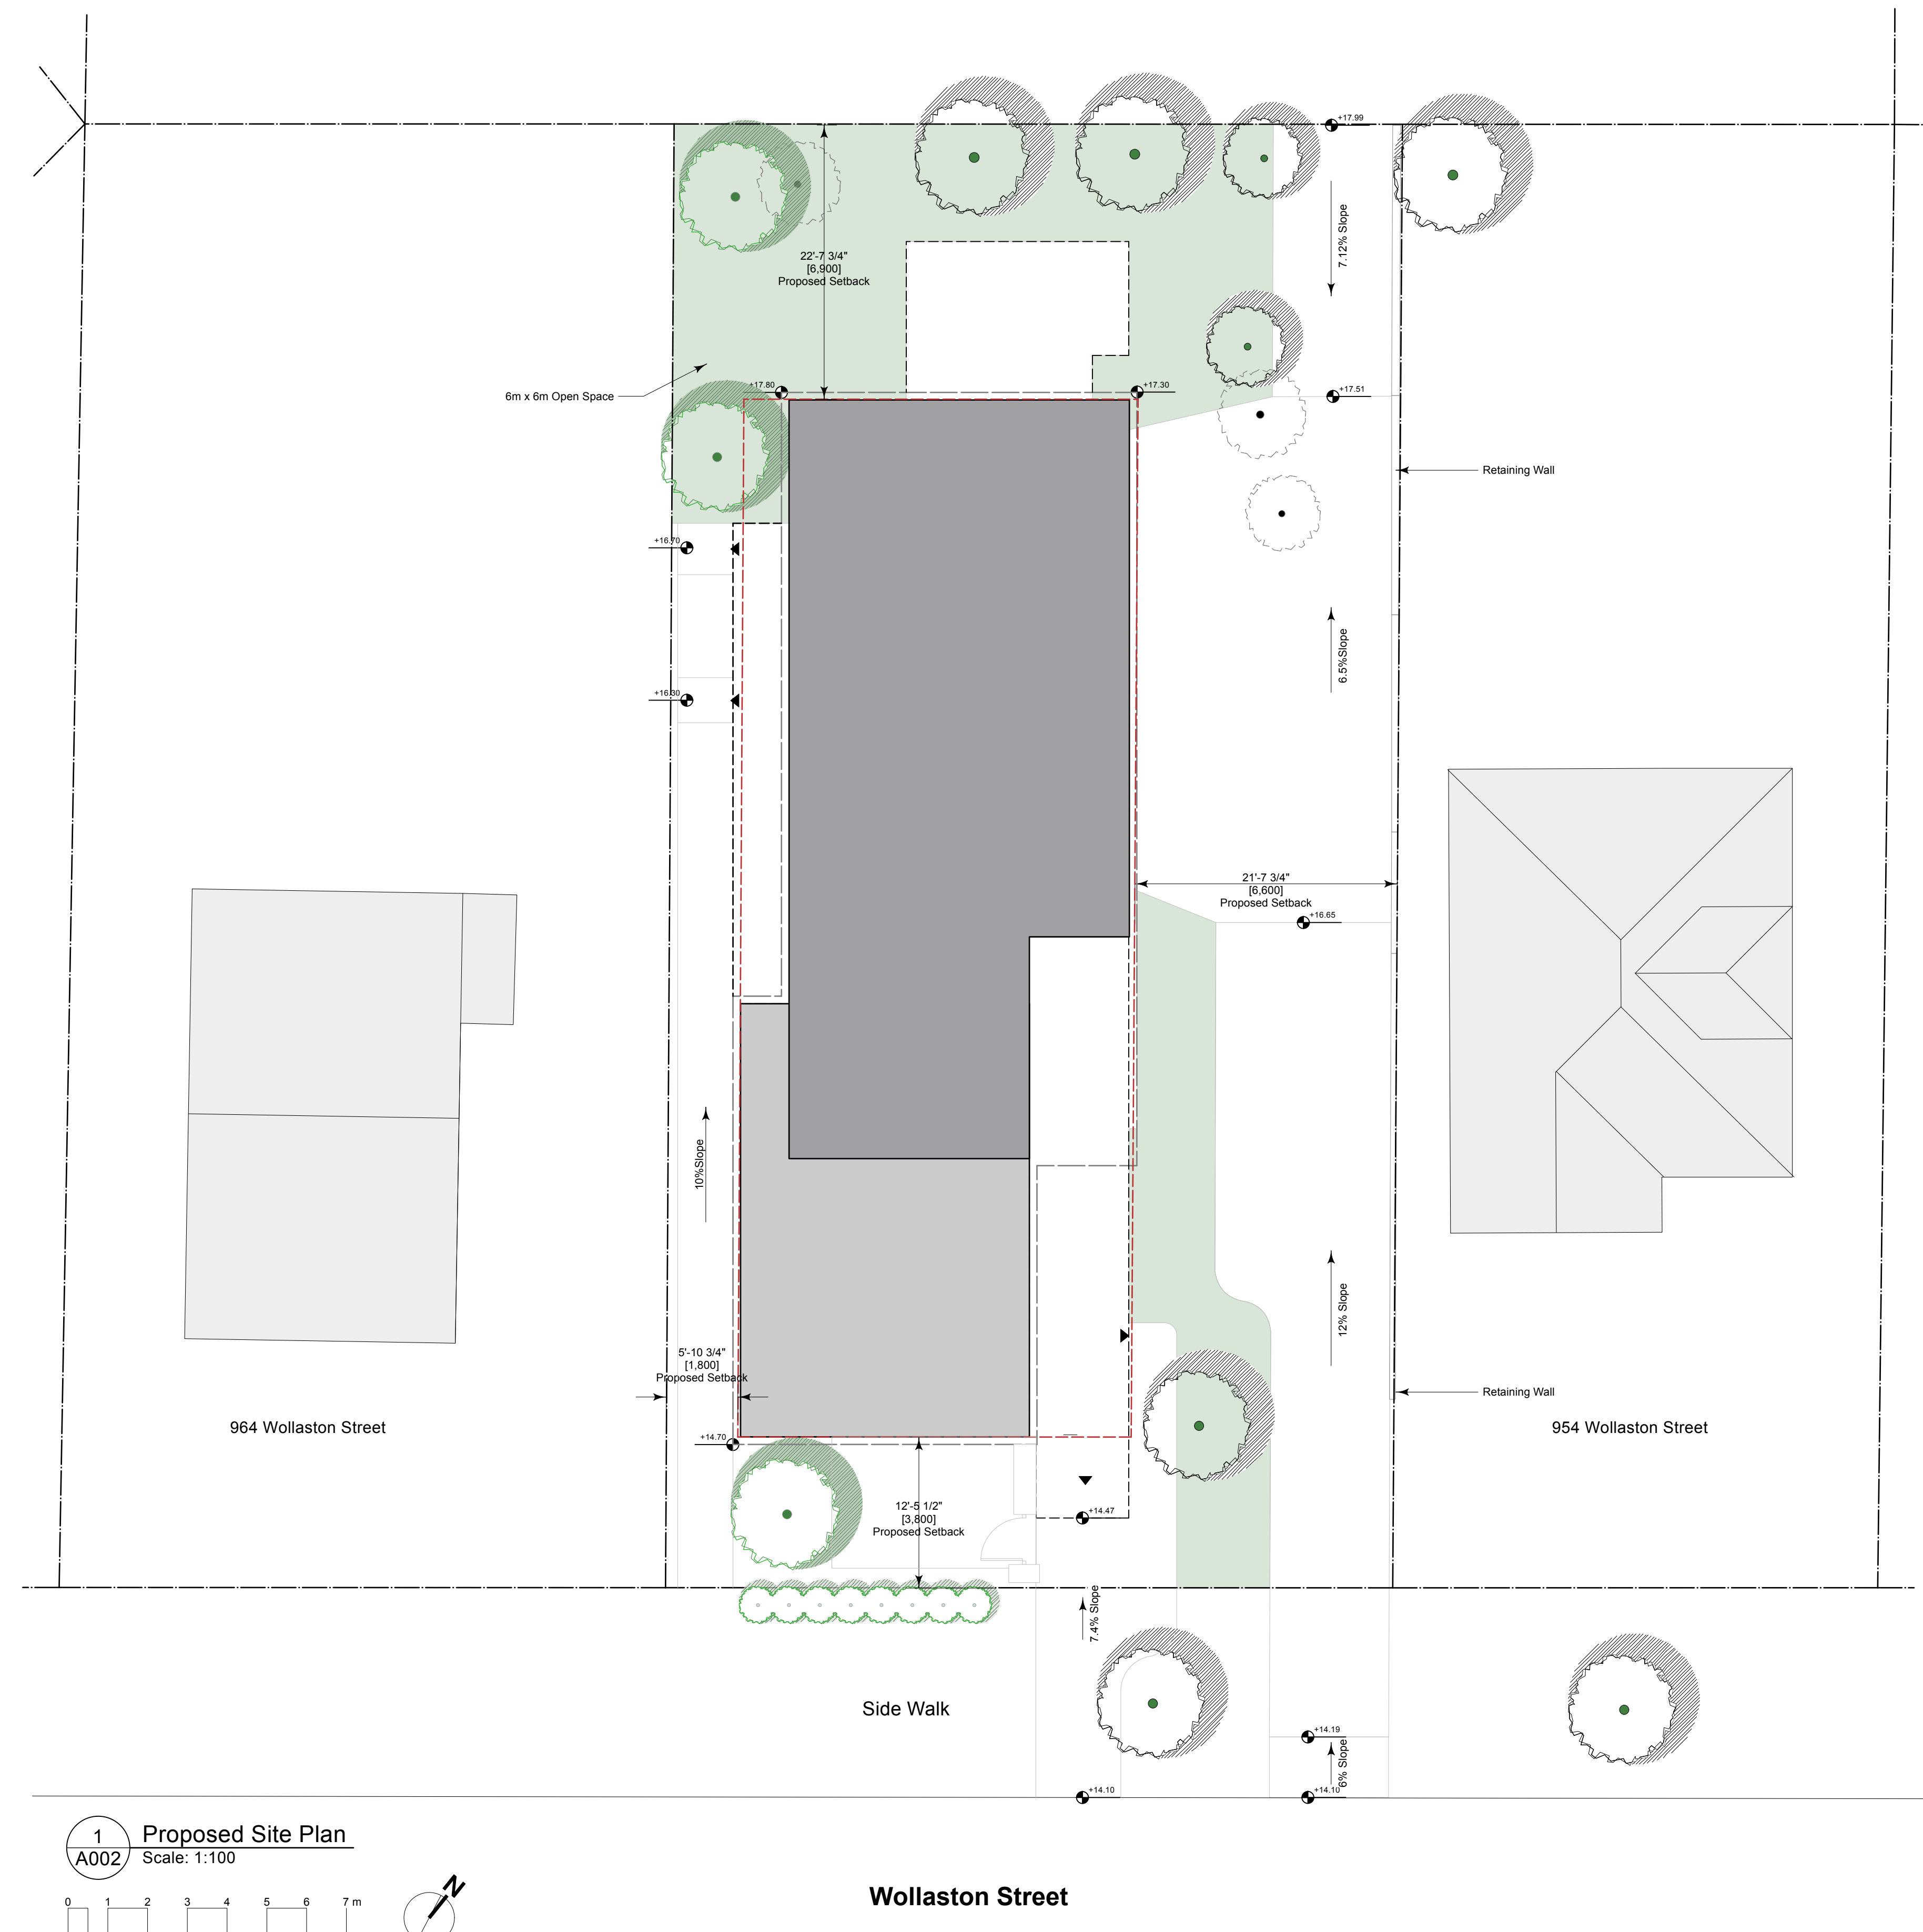 +17.99
7.12% Slope
22'-7 3/4"
[6,900]
Proposed Setback
+17.80
+17.30
6m x 6m Open Space
+17.51
Retaining Wall
+16.70
6.5%Slope
+16.30
21'-7 3/4"
[6,600]
Proposed Setback
+16.65
10%Slope
12% Slope
5'-10 3/4"
[1,800]
Proposed Setback
Retaining Wall
964 Wollaston Street
954 Wollaston Street
+14.70
12'-5 1/2"
[3,800]
Proposed Setback
+14.47
7.4% Slope
Side Walk
+14.19
6% Slope
+14.10
+14.10
1
A002
Proposed Site Plan
Scale: 1:100
N
Wollaston Street
0 1 2 3 4 5 6 7 m